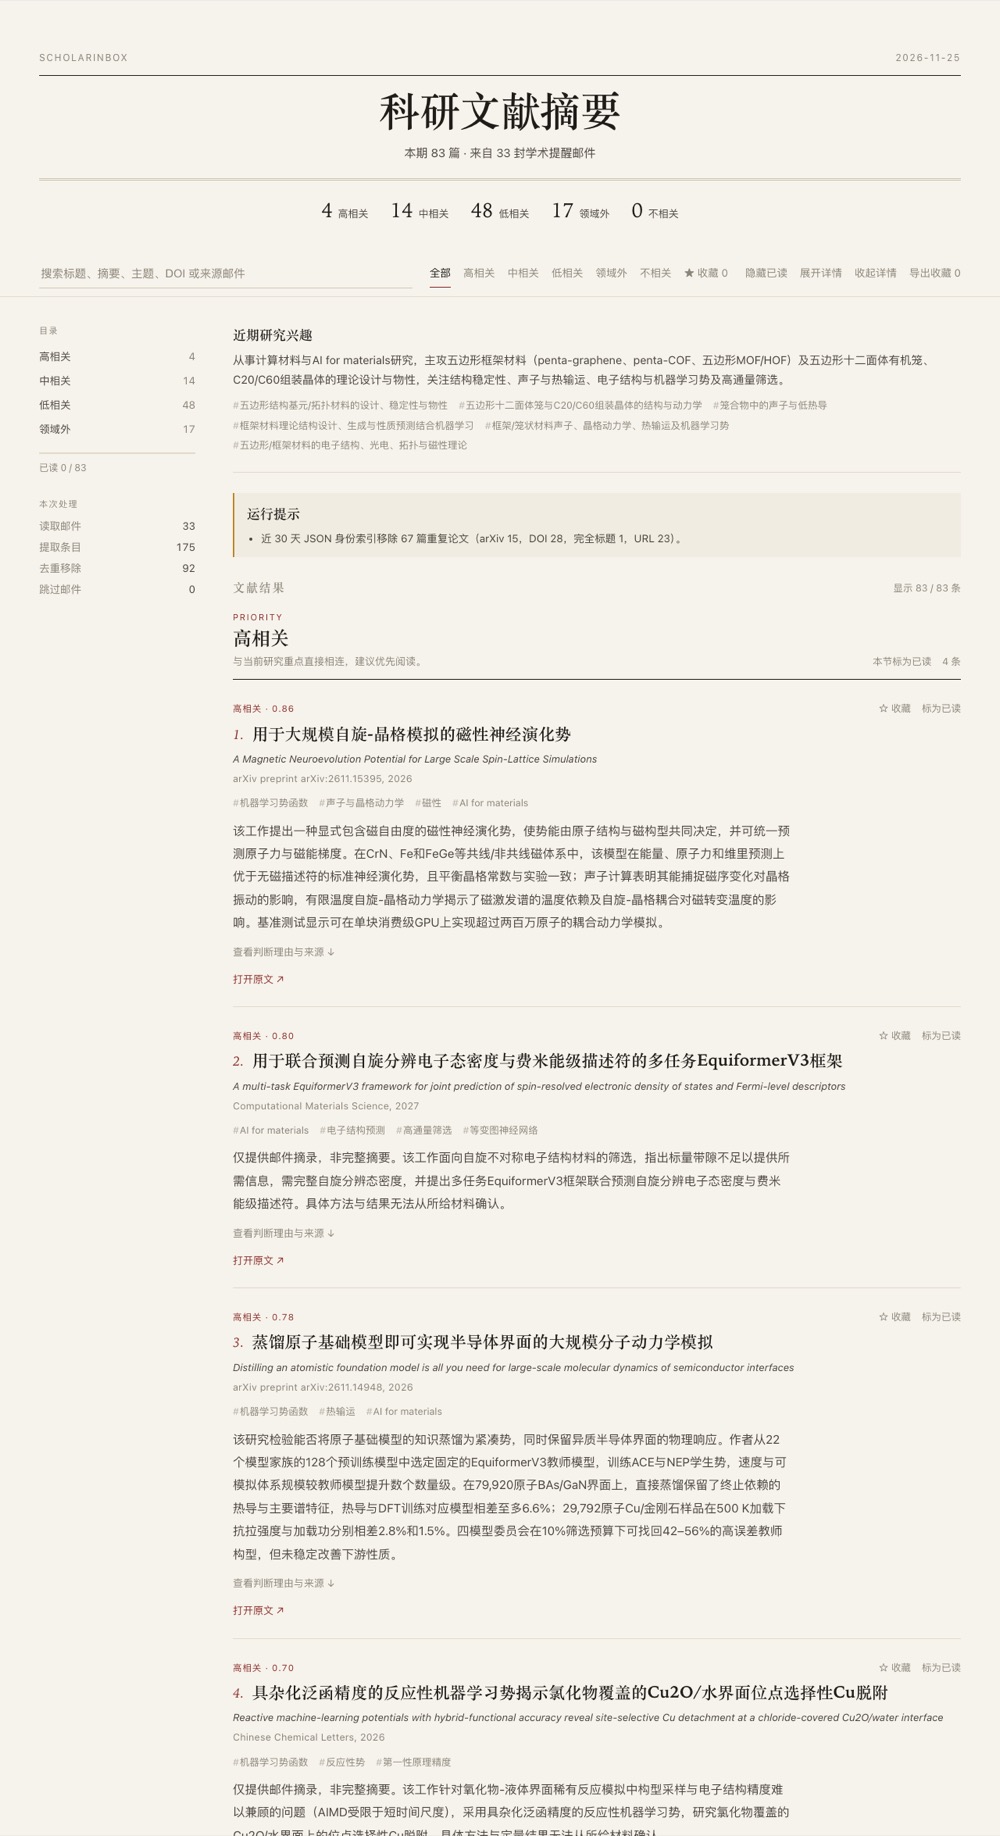 SCHOLARINBOX
2026-11-25
科研文献摘要
本期 83 篇 · 来自 33 封学术提醒邮件
4 高相关 14 中相关 48 低相关 17 领域外 0 不相关
搜索标题、摘要、主题、DOI 或来源邮件
全部 高相关 中相关 低相关 领域外 不相关 ★ 收藏 0 隐藏已读 展开详情 收起详情 导出收藏 0
目录
高相关 4
中相关 14
低相关 48
领域外 17
已读 0 / 83
本次处理
读取邮件 33
提取条目 175
去重移除 92
跳过邮件 0
近期研究兴趣
从事计算材料与AI for materials研究，主攻五边形框架材料（penta-graphene、penta-COF、五边形MOF/HOF）及五边形十二面体有机笼、
C20/C60组装晶体的理论设计与物性，关注结构稳定性、声子与热输运、电子结构与机器学习势及高通量筛选。
#五边形结构基元/拓扑材料的设计、稳定性与物性 #五边形十二面体笼与C20/C60组装晶体的结构与动力学 #笼合物中的声子与低热导
#框架材料理论结构设计、生成与性质预测结合机器学习 #框架/笼状材料声子、晶格动力学、热输运及机器学习势
#五边形/框架材料的电子结构、光电、拓扑与磁性理论
运行提示
• 近 30 天 JSON 身份索引移除 67 篇重复论文（arXiv 15，DOI 28，完全标题 1，URL 23）。
文献结果
显示 83 / 83 条
PRIORITY
高相关
与当前研究重点直接相连，建议优先阅读。
本节标为已读 4 条
高相关 · 0.86
☆ 收藏 标为已读
1. 用于大规模自旋-晶格模拟的磁性神经演化势
A Magnetic Neuroevolution Potential for Large Scale Spin-Lattice Simulations
arXiv preprint arXiv:2611.15395, 2026
#机器学习势函数 #声子与晶格动力学 #磁性 #AI for materials
该工作提出一种显式包含磁自由度的磁性神经演化势，使势能由原子结构与磁构型共同决定，并可统一预
测原子力与磁能梯度。在CrN、Fe和FeGe等共线/非共线磁体系中，该模型在能量、原子力和维里预测上
优于无磁描述符的标准神经演化势，且平衡晶格常数与实验一致；声子计算表明其能捕捉磁序变化对晶格
振动的影响，有限温度自旋-晶格动力学揭示了磁激发谱的温度依赖及自旋-晶格耦合对磁转变温度的影
响。基准测试显示可在单块消费级GPU上实现超过两百万原子的耦合动力学模拟。
查看判断理由与来源 ↓
打开原文 ↗
高相关 · 0.80
☆ 收藏 标为已读
2. 用于联合预测自旋分辨电子态密度与费米能级描述符的多任务EquiformerV3框架
A multi-task EquiformerV3 framework for joint prediction of spin-resolved electronic density of states and Fermi-level descriptors
Computational Materials Science, 2027
#AI for materials #电子结构预测 #高通量筛选 #等变图神经网络
仅提供邮件摘录，非完整摘要。该工作面向自旋不对称电子结构材料的筛选，指出标量带隙不足以提供所
需信息，需完整自旋分辨态密度，并提出多任务EquiformerV3框架联合预测自旋分辨电子态密度与费米
能级描述符。具体方法与结果无法从所给材料确认。
查看判断理由与来源 ↓
打开原文 ↗
高相关 · 0.78
☆ 收藏 标为已读
3. 蒸馏原子基础模型即可实现半导体界面的大规模分子动力学模拟
Distilling an atomistic foundation model is all you need for large-scale molecular dynamics of semiconductor interfaces
arXiv preprint arXiv:2611.14948, 2026
#机器学习势函数 #热输运 #AI for materials
该研究检验能否将原子基础模型的知识蒸馏为紧凑势，同时保留异质半导体界面的物理响应。作者从22
个模型家族的128个预训练模型中选定固定的EquiformerV3教师模型，训练ACE与NEP学生势，速度与可
模拟体系规模较教师模型提升数个数量级。在79,920原子BAs/GaN界面上，直接蒸馏保留了终止依赖的
热导与主要谱特征，热导与DFT训练对应模型相差至多6.6%；29,792原子Cu/金刚石样品在500 K加载下
抗拉强度与加载功分别相差2.8%和1.5%。四模型委员会在10%筛选预算下可找回42–56%的高误差教师
构型，但未稳定改善下游性质。
查看判断理由与来源 ↓
打开原文 ↗
高相关 · 0.70
☆ 收藏 标为已读
4. 具杂化泛函精度的反应性机器学习势揭示氯化物覆盖的Cu2O/水界面位点选择性Cu脱附
Reactive machine-learning potentials with hybrid-functional accuracy reveal site-selective Cu detachment at a chloride-covered Cu2O/water interface
Chinese Chemical Letters, 2026
#机器学习势函数 #反应性势 #第一性原理精度
仅提供邮件摘录，非完整摘要。该工作针对氧化物-液体界面稀有反应模拟中构型采样与电子结构精度难
以兼顾的问题（AIMD受限于短时间尺度），采用具杂化泛函精度的反应性机器学习势，研究氯化物覆盖的
Cu2O/水界面上的位点选择性Cu脱附。具体方法与定量结果无法从所给材料确认。